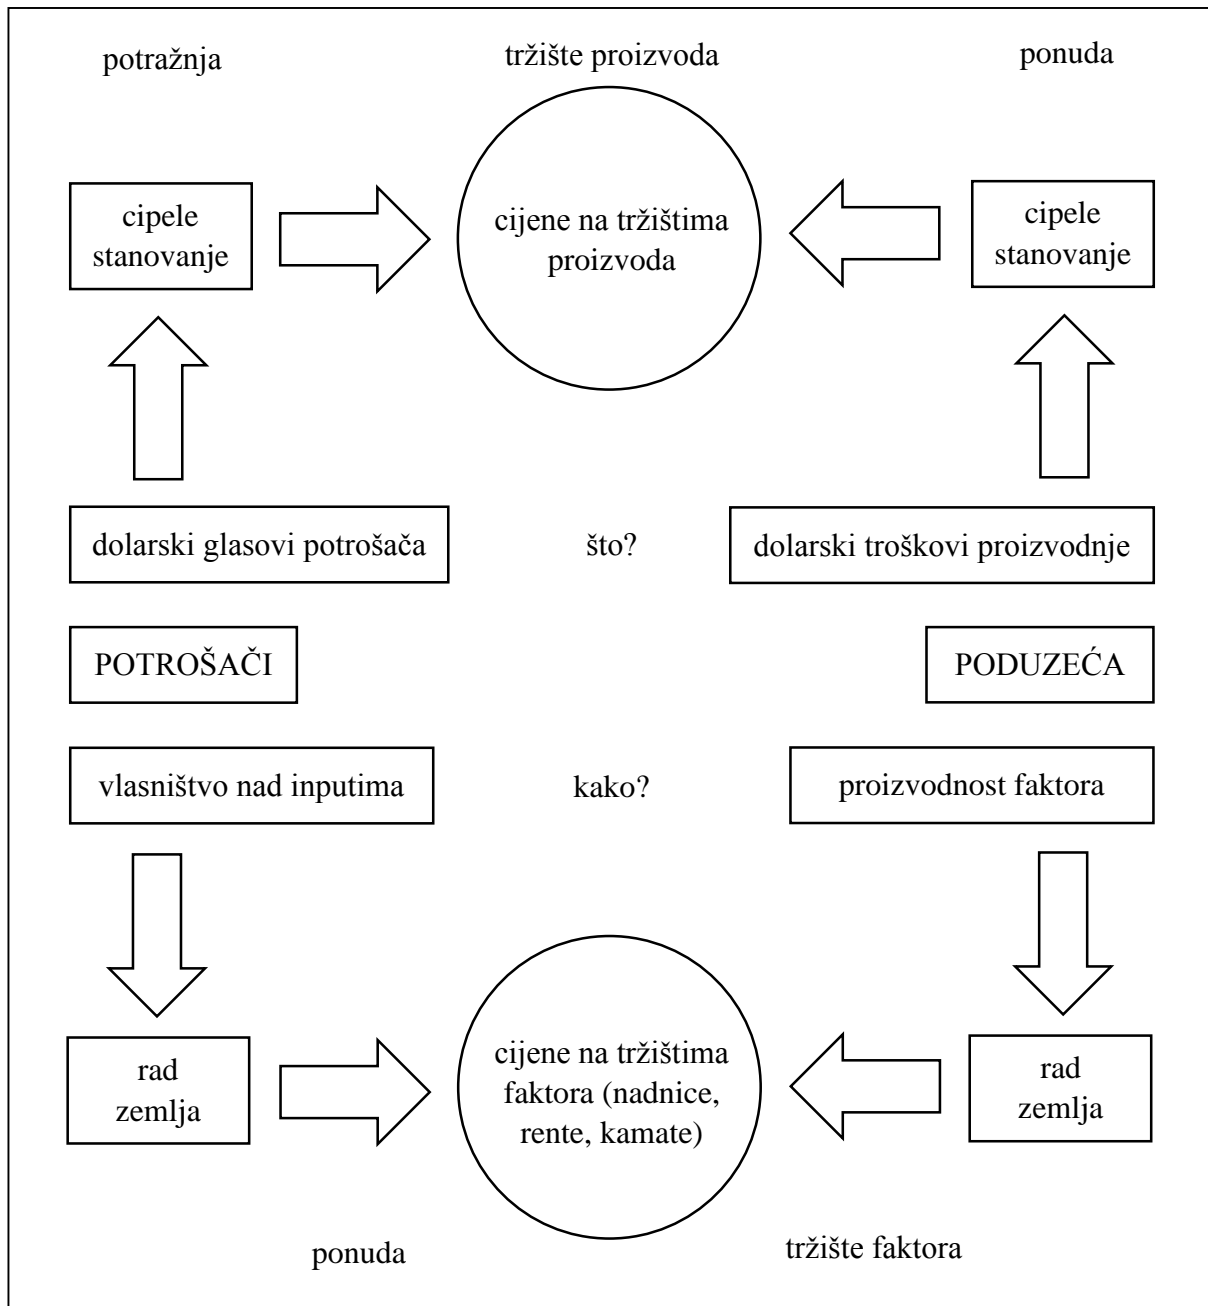 potražnja
tržište proizvoda
ponuda
cipele
stanovanje
cijene na tržištima
proizvoda
cipele
stanovanje
dolarski glasovi potrošača
što?
dolarski troškovi proizvodnje
POTROŠAČI
PODUZEĆA
vlasništvo nad inputima
kako?
proizvodnost faktora
rad
zemlja
cijene na tržištima
faktora (nadnice,
rente, kamate)
rad
zemlja
ponuda
tržište faktora